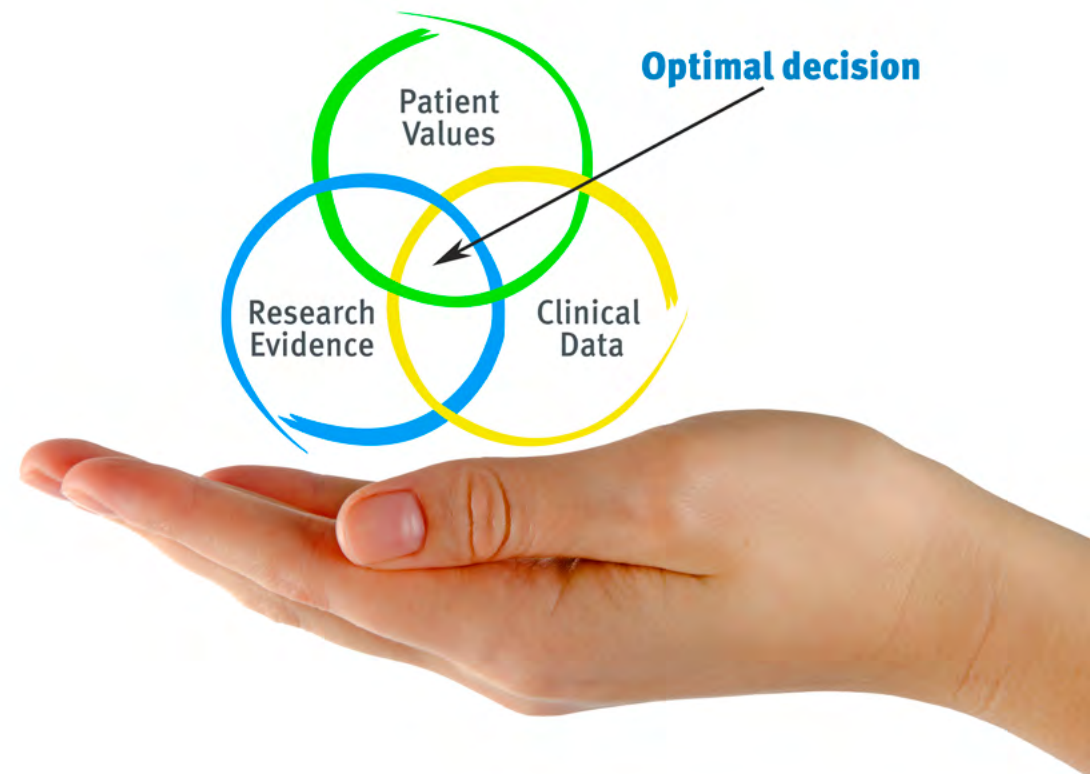 Optimal decision
Patient
Values
Research
Evidence
Clinical
Data